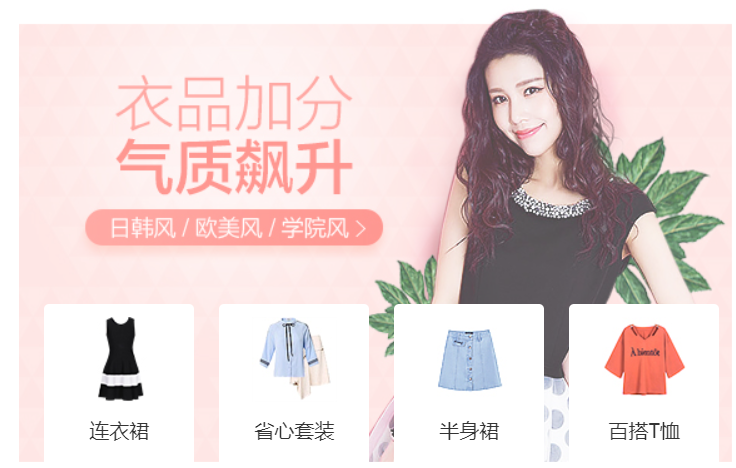 衣品加分
气质飙升
日韩风 / 欧美风 / 学院风 >
连衣裙
省心套装
半身裙
百搭T恤